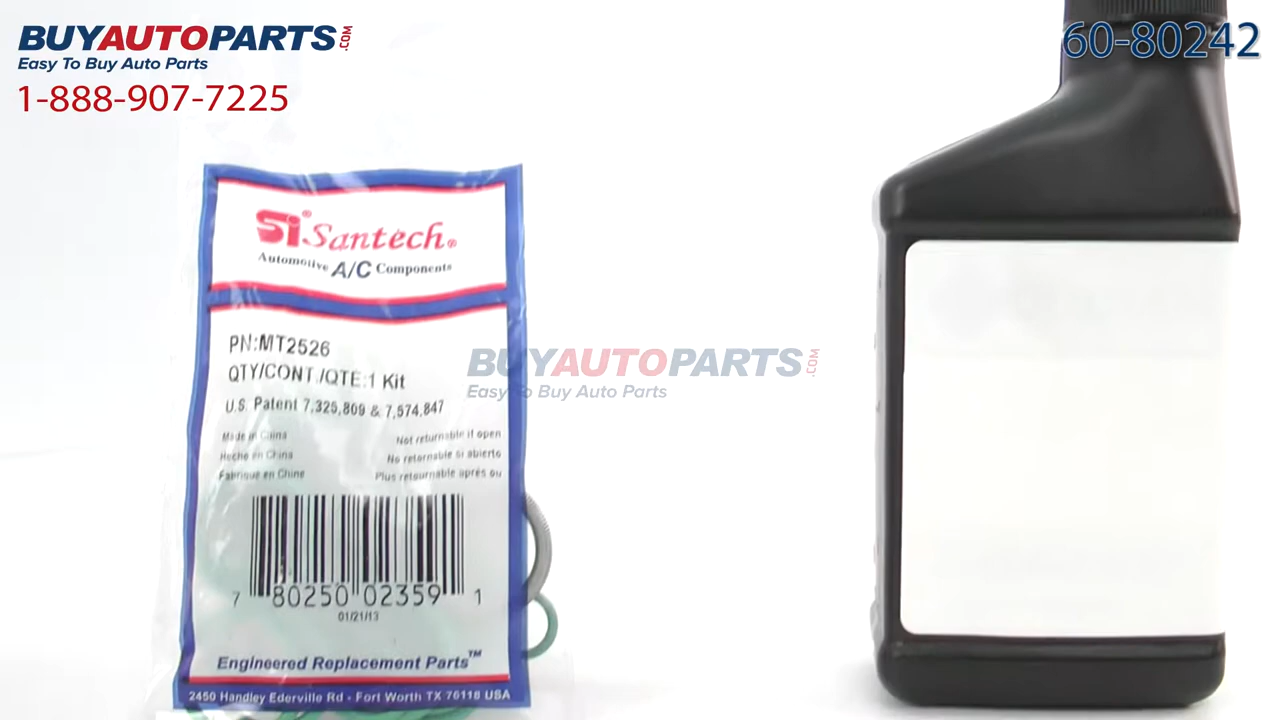 BUYAUTOPARTS.COM
Easy To Buy Auto Parts
1-888-907-7225
60-80242
Si® Santech®
Automotive A/C Components
PN:MT2526
QTY/CONT./QTE:1 Kit
U.S. Patent 7,325,809 & 7,574,847
Made in China
Not returnable if open
Hecho en China
No retornable si abierto
Fabrique en Chine
Plus retournable après ou
7 80250 02359 1
01/21/13
Engineered Replacement Parts™
2450 Handley Ederville Rd - Fort Worth TX 76118 USA
BUYAUTOPARTS.COM
Easy To Buy Auto Parts